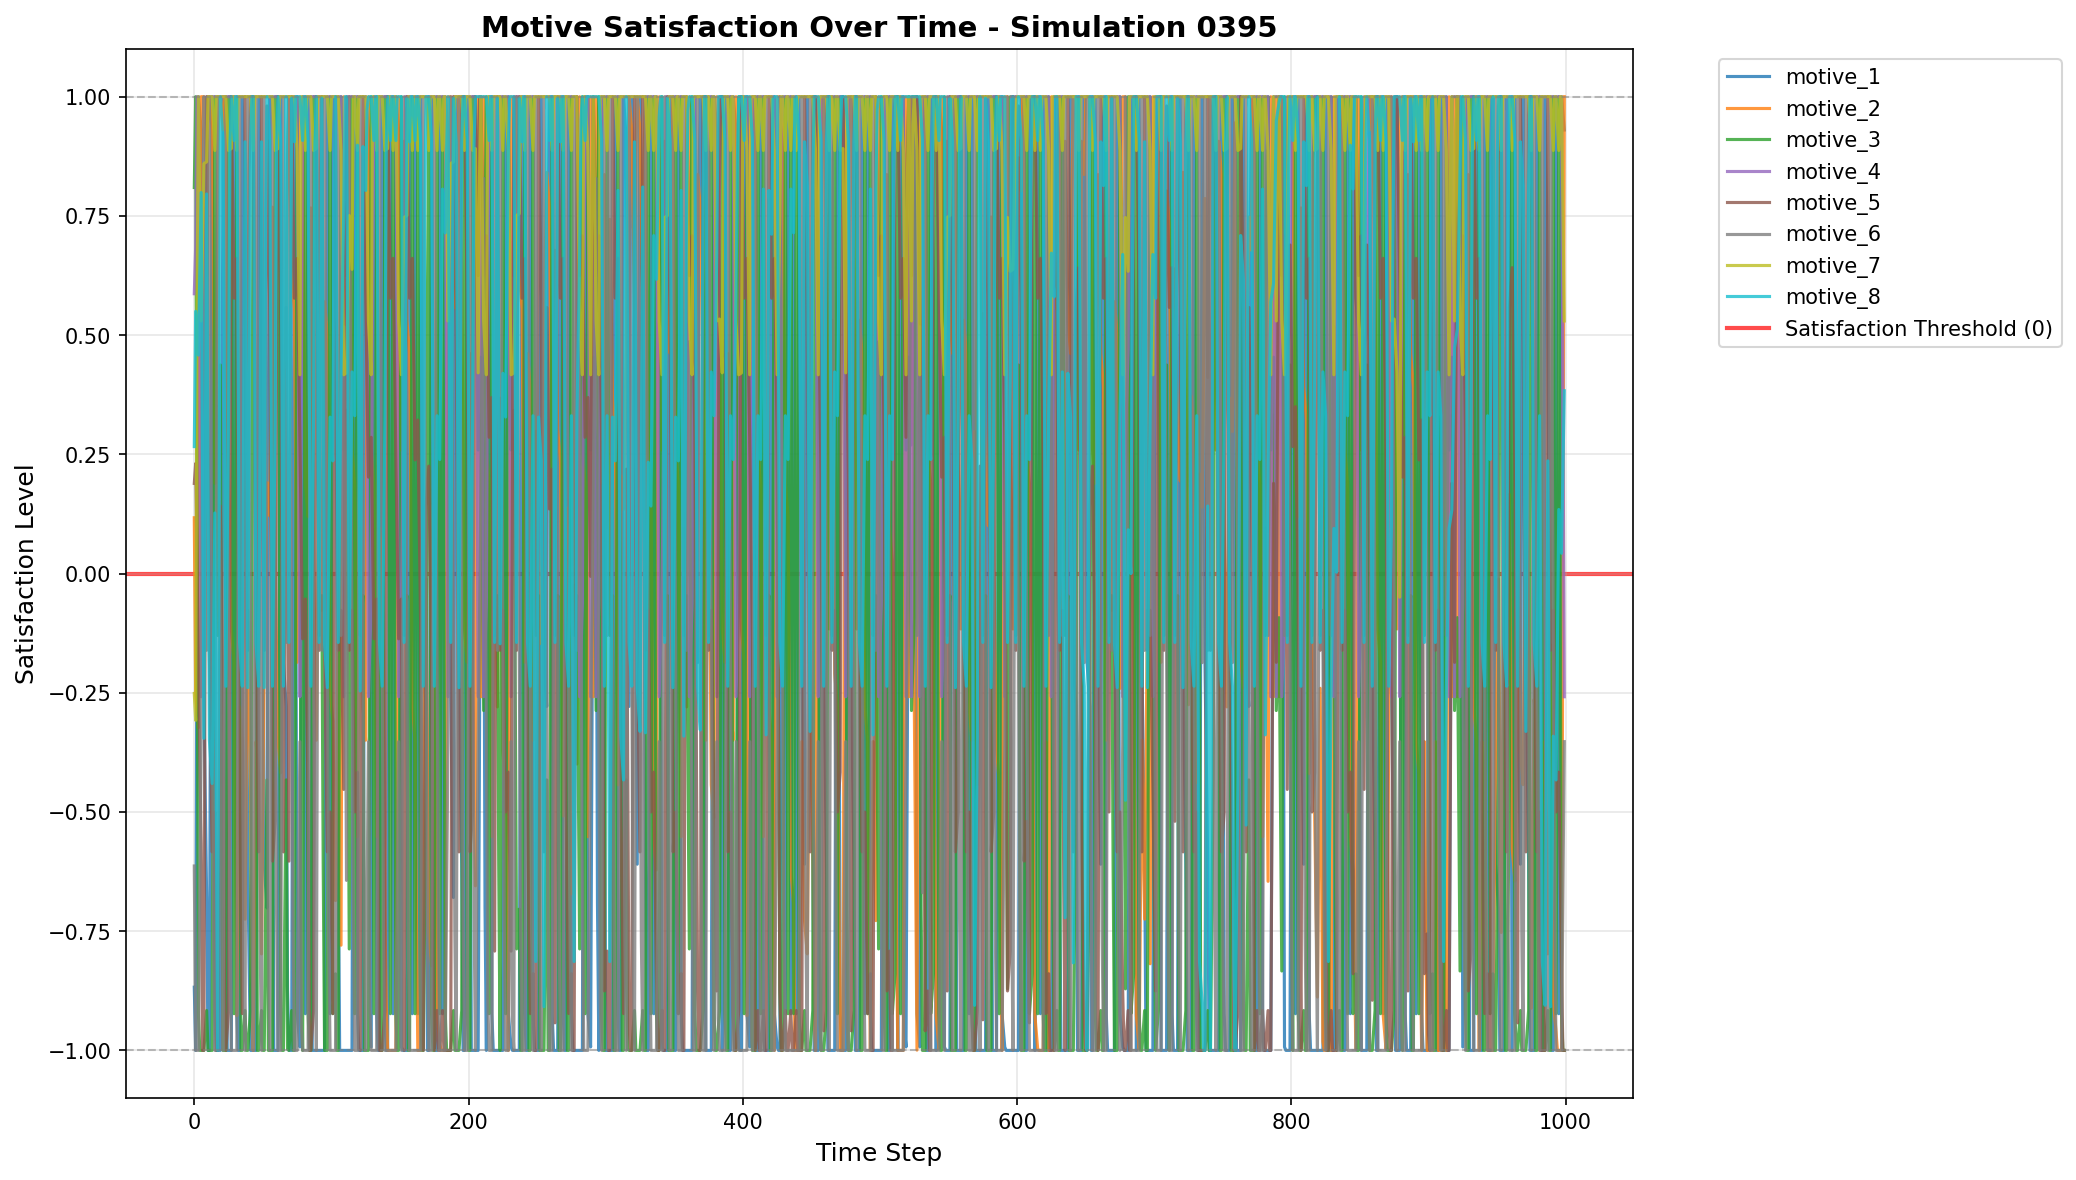 Motive Satisfaction Over Time - Simulation 0395
1.00
0.75
0.50
0.25
0.00
−0.25
−0.50
−0.75
−1.00
Satisfaction Level
0
200
400
600
800
1000
Time Step
motive_1
motive_2
motive_3
motive_4
motive_5
motive_6
motive_7
motive_8
Satisfaction Threshold (0)